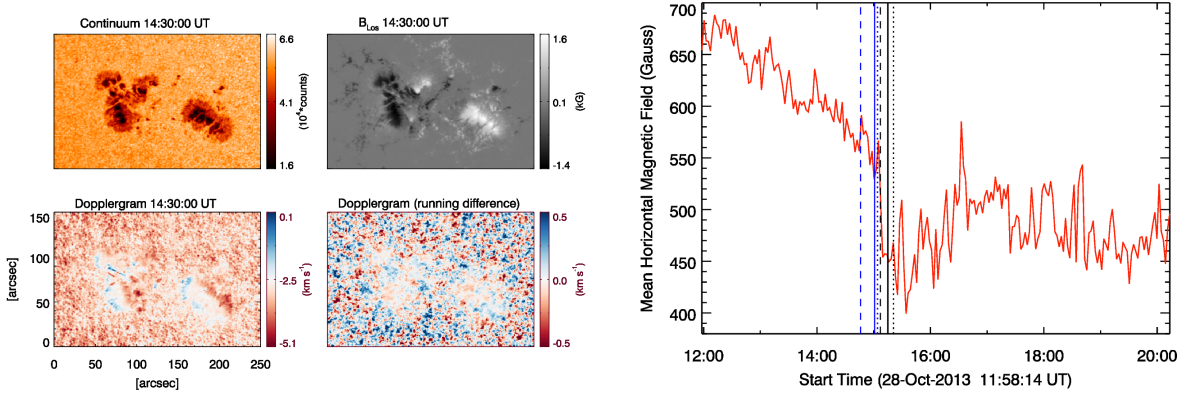 Continuum 14:30:00 UT
6.6
4.1
1.6
(10⁴*counts)
B_Los 14:30:00 UT
1.6
0.1
-1.4
(kG)
Dopplergram 14:30:00 UT
150
100
50
0
[arcsec]
0 50 100 150 200 250
[arcsec]
0.1
-2.5
-5.1
(km s⁻¹)
Dopplergram (running difference)
0.5
0.0
-0.5
(km s⁻¹)
700
650
600
550
500
450
400
Mean Horizontal Magnetic Field (Gauss)
12:00 14:00 16:00 18:00 20:00
Start Time (28-Oct-2013 11:58:14 UT)